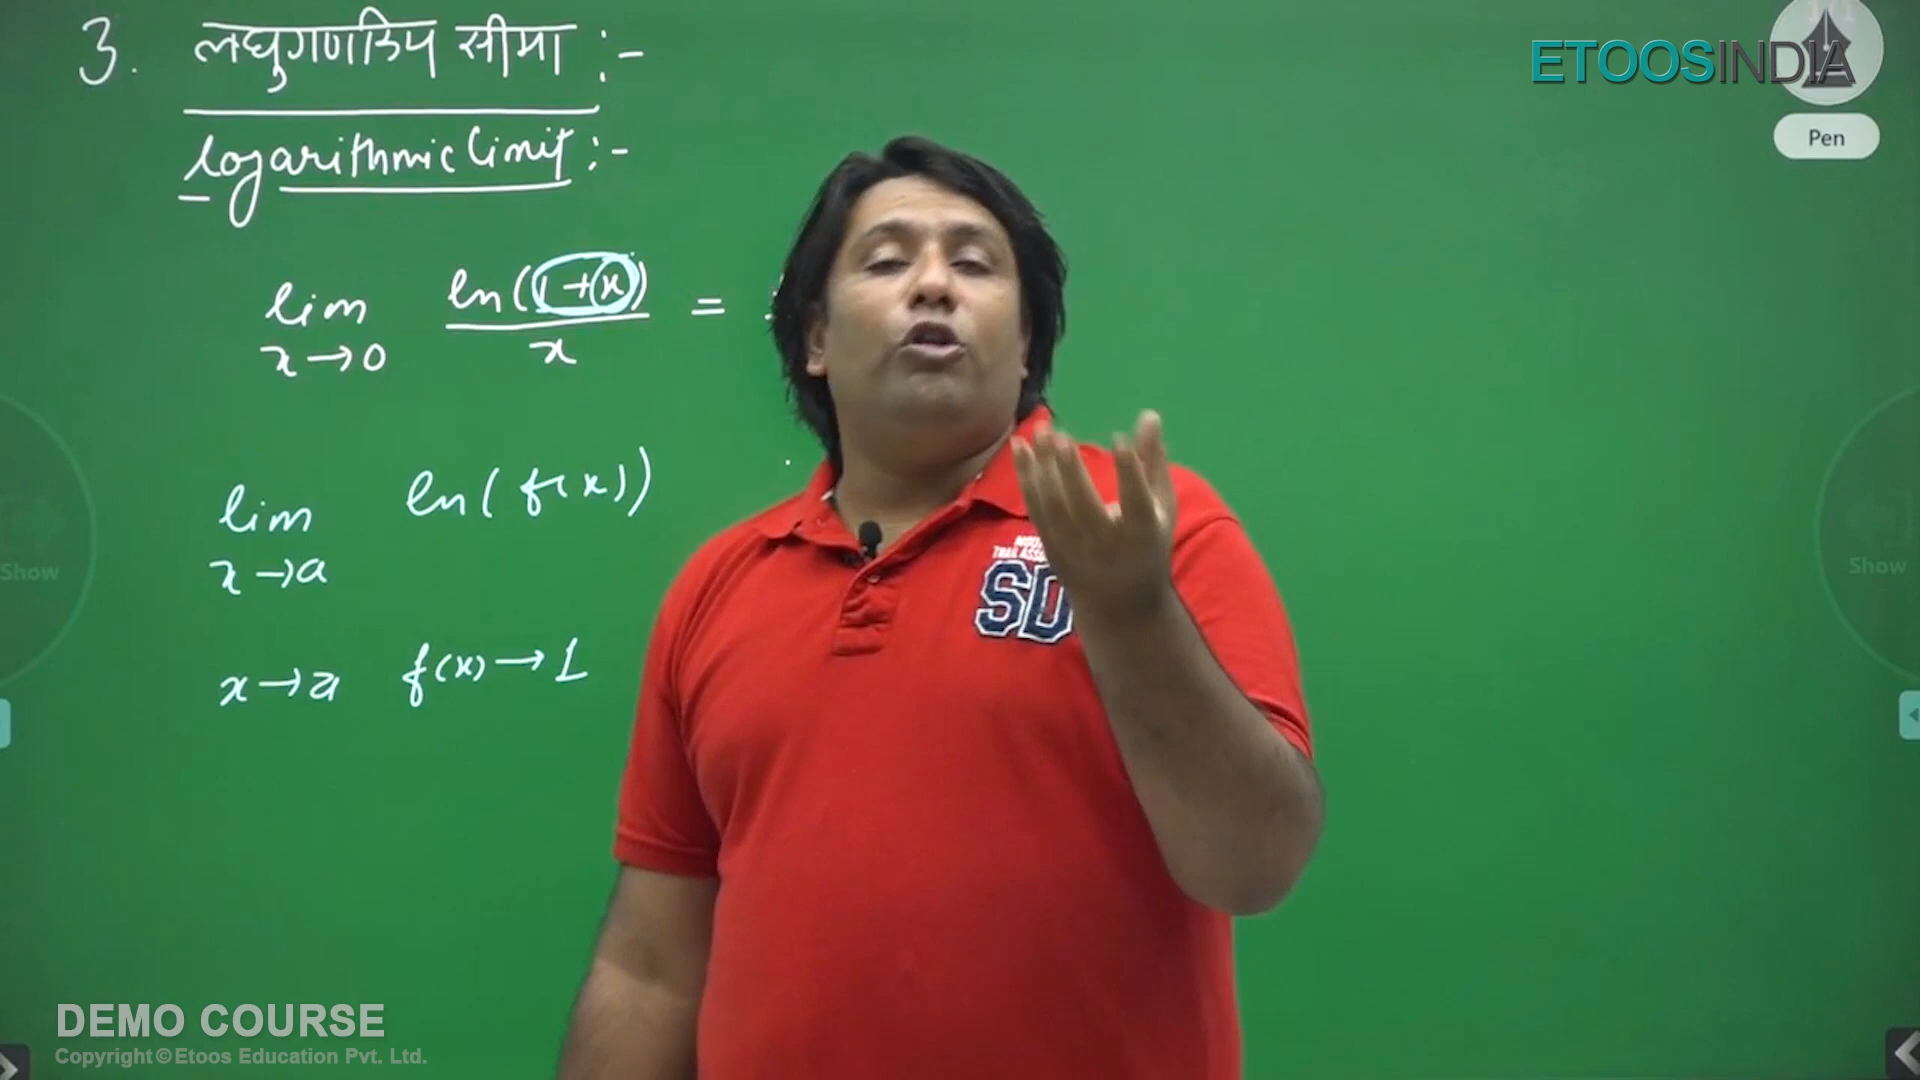 3. लघुगणकिय सीमा :-
ETOOSINDIA
Pen
logarithmic limit :-
lim ln(1+x) =
x→0 x
lim ln(f(x))
x→a
Show
Show
x→a f(x)→1
SD
DEMO COURSE
Copyright©Etoos Education Pvt. Ltd.